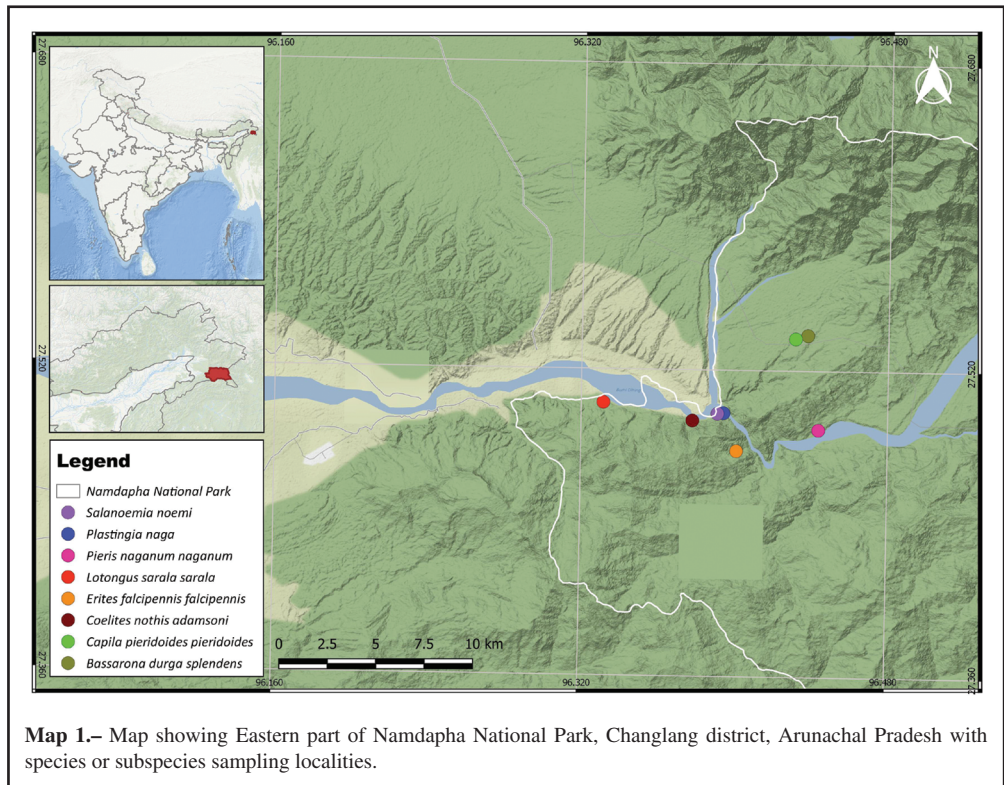 96.160
96.320
96.480
27.680
27.680
N
27.520
27.520
Legend
Namdapha National Park
Salanoemia noemi
Plastingia naga
Pieris naganum naganum
Lotongus sarala sarala
Erites falcipennis falcipennis
Coelites nothis adamsoni
Capila pieridoides pieridoides
Bassarona durga splendens
0 2.5 5 7.5 10 km
27.360
27.360
96.160
96.320
96.480
Map 1.– Map showing Eastern part of Namdapha National Park, Changlang district, Arunachal Pradesh with
species or subspecies sampling localities.